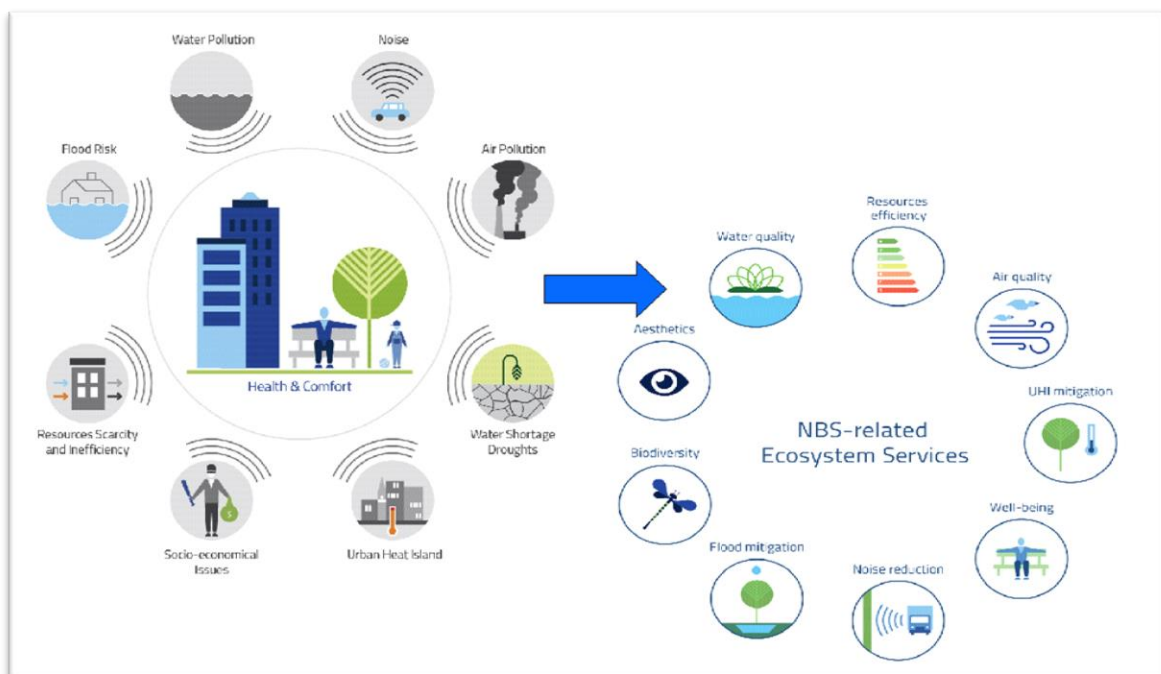 Water Pollution
Noise
Flood Risk
Air Pollution
Health & Comfort
Resources Scarcity
and Inefficiency
Water Shortage
Droughts
Socio-economical
Issues
Urban Heat Island
Resources
efficiency
Water quality
Air quality
Aesthetics
UHI mitigation
NBS-related
Ecosystem Services
Biodiversity
Well-being
Flood mitigation
Noise reduction
$